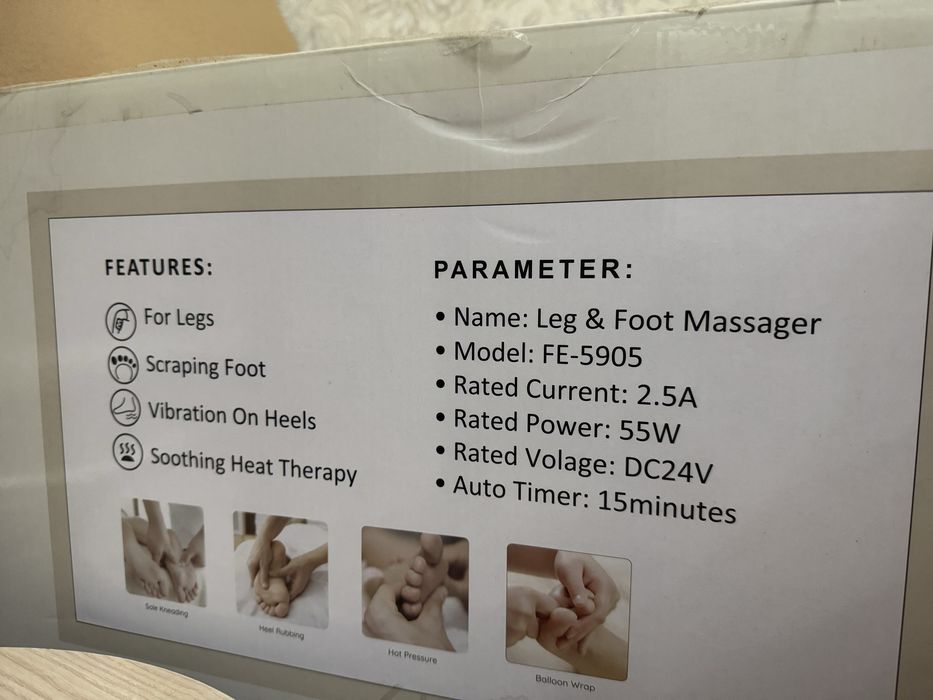 FEATURES:
For Legs
Scraping Foot
Vibration On Heels
Soothing Heat Therapy
PARAMETER:
• Name: Leg & Foot Massager
• Model: FE-5905
• Rated Current: 2.5A
• Rated Power: 55W
• Rated Volage: DC24V
• Auto Timer: 15minutes
Sole Kneading
Heel Rubbing
Hot Pressure
Balloon Wrap